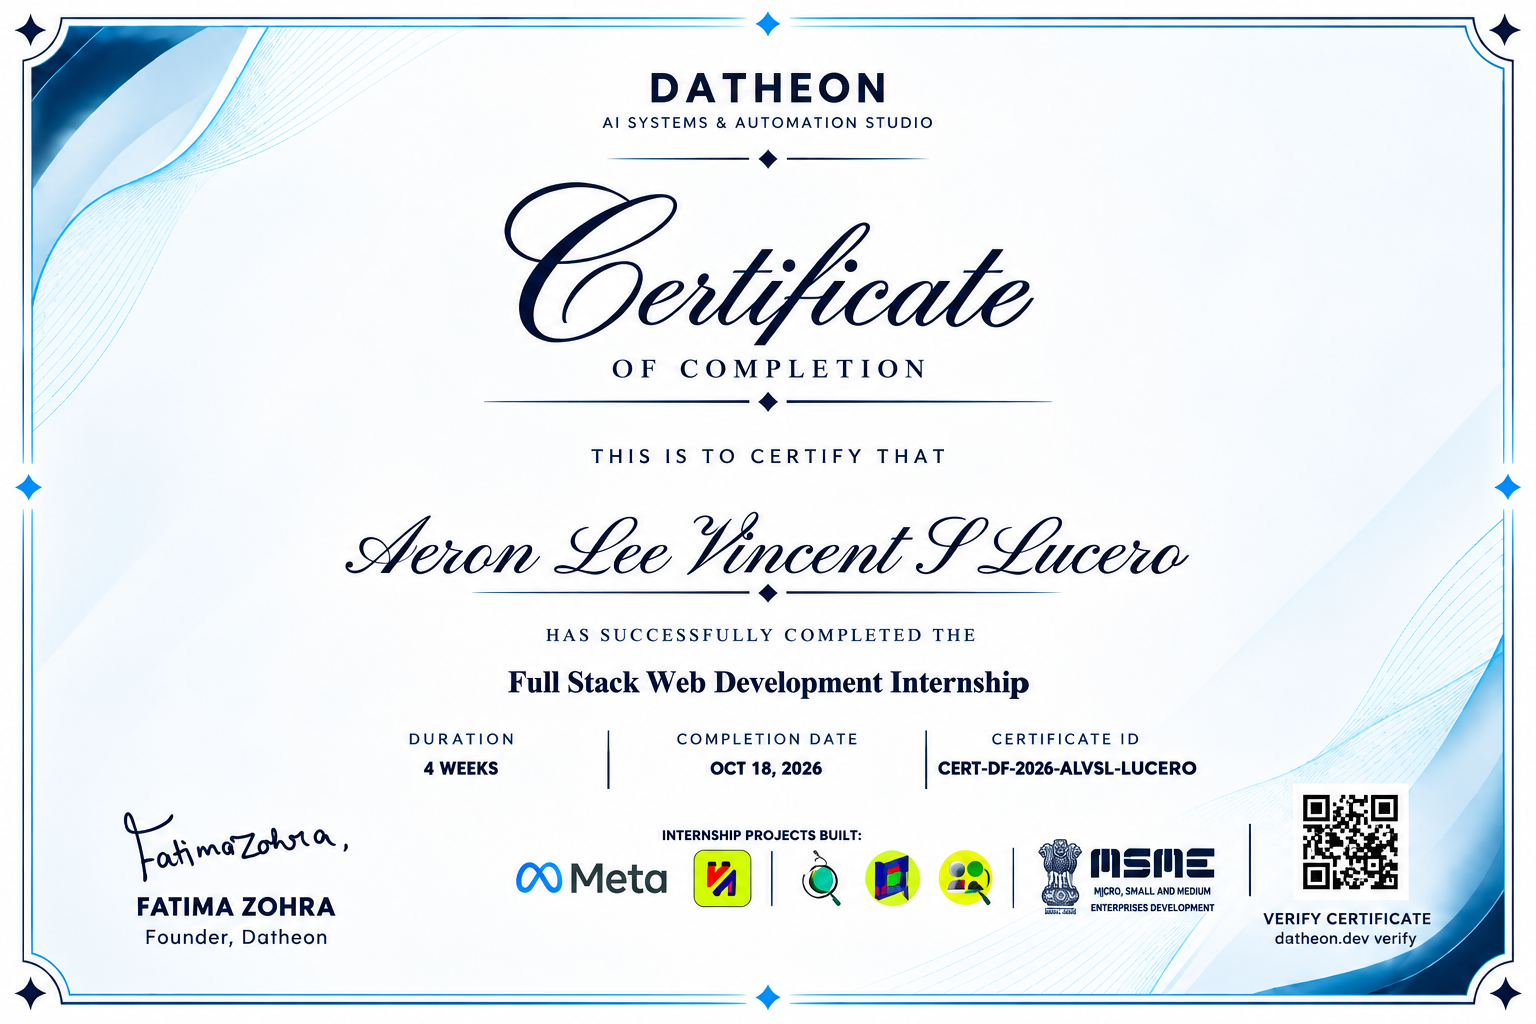 DATHEON
AI SYSTEMS & AUTOMATION STUDIO
Certificate
OF COMPLETION
THIS IS TO CERTIFY THAT
Aeron Lee Vincent S Lucero
HAS SUCCESSFULLY COMPLETED THE
Full Stack Web Development Internship
DURATION
4 WEEKS
COMPLETION DATE
OCT 18, 2026
CERTIFICATE ID
CERT-DF-2026-ALVSL-LUCERO
Fatima Zohra,
FATIMA ZOHRA
Founder, Datheon
INTERNSHIP PROJECTS BUILT:
Meta
MSME
MICRO, SMALL AND MEDIUM
ENTERPRISES DEVELOPMENT
VERIFY CERTIFICATE
datheon.dev verify